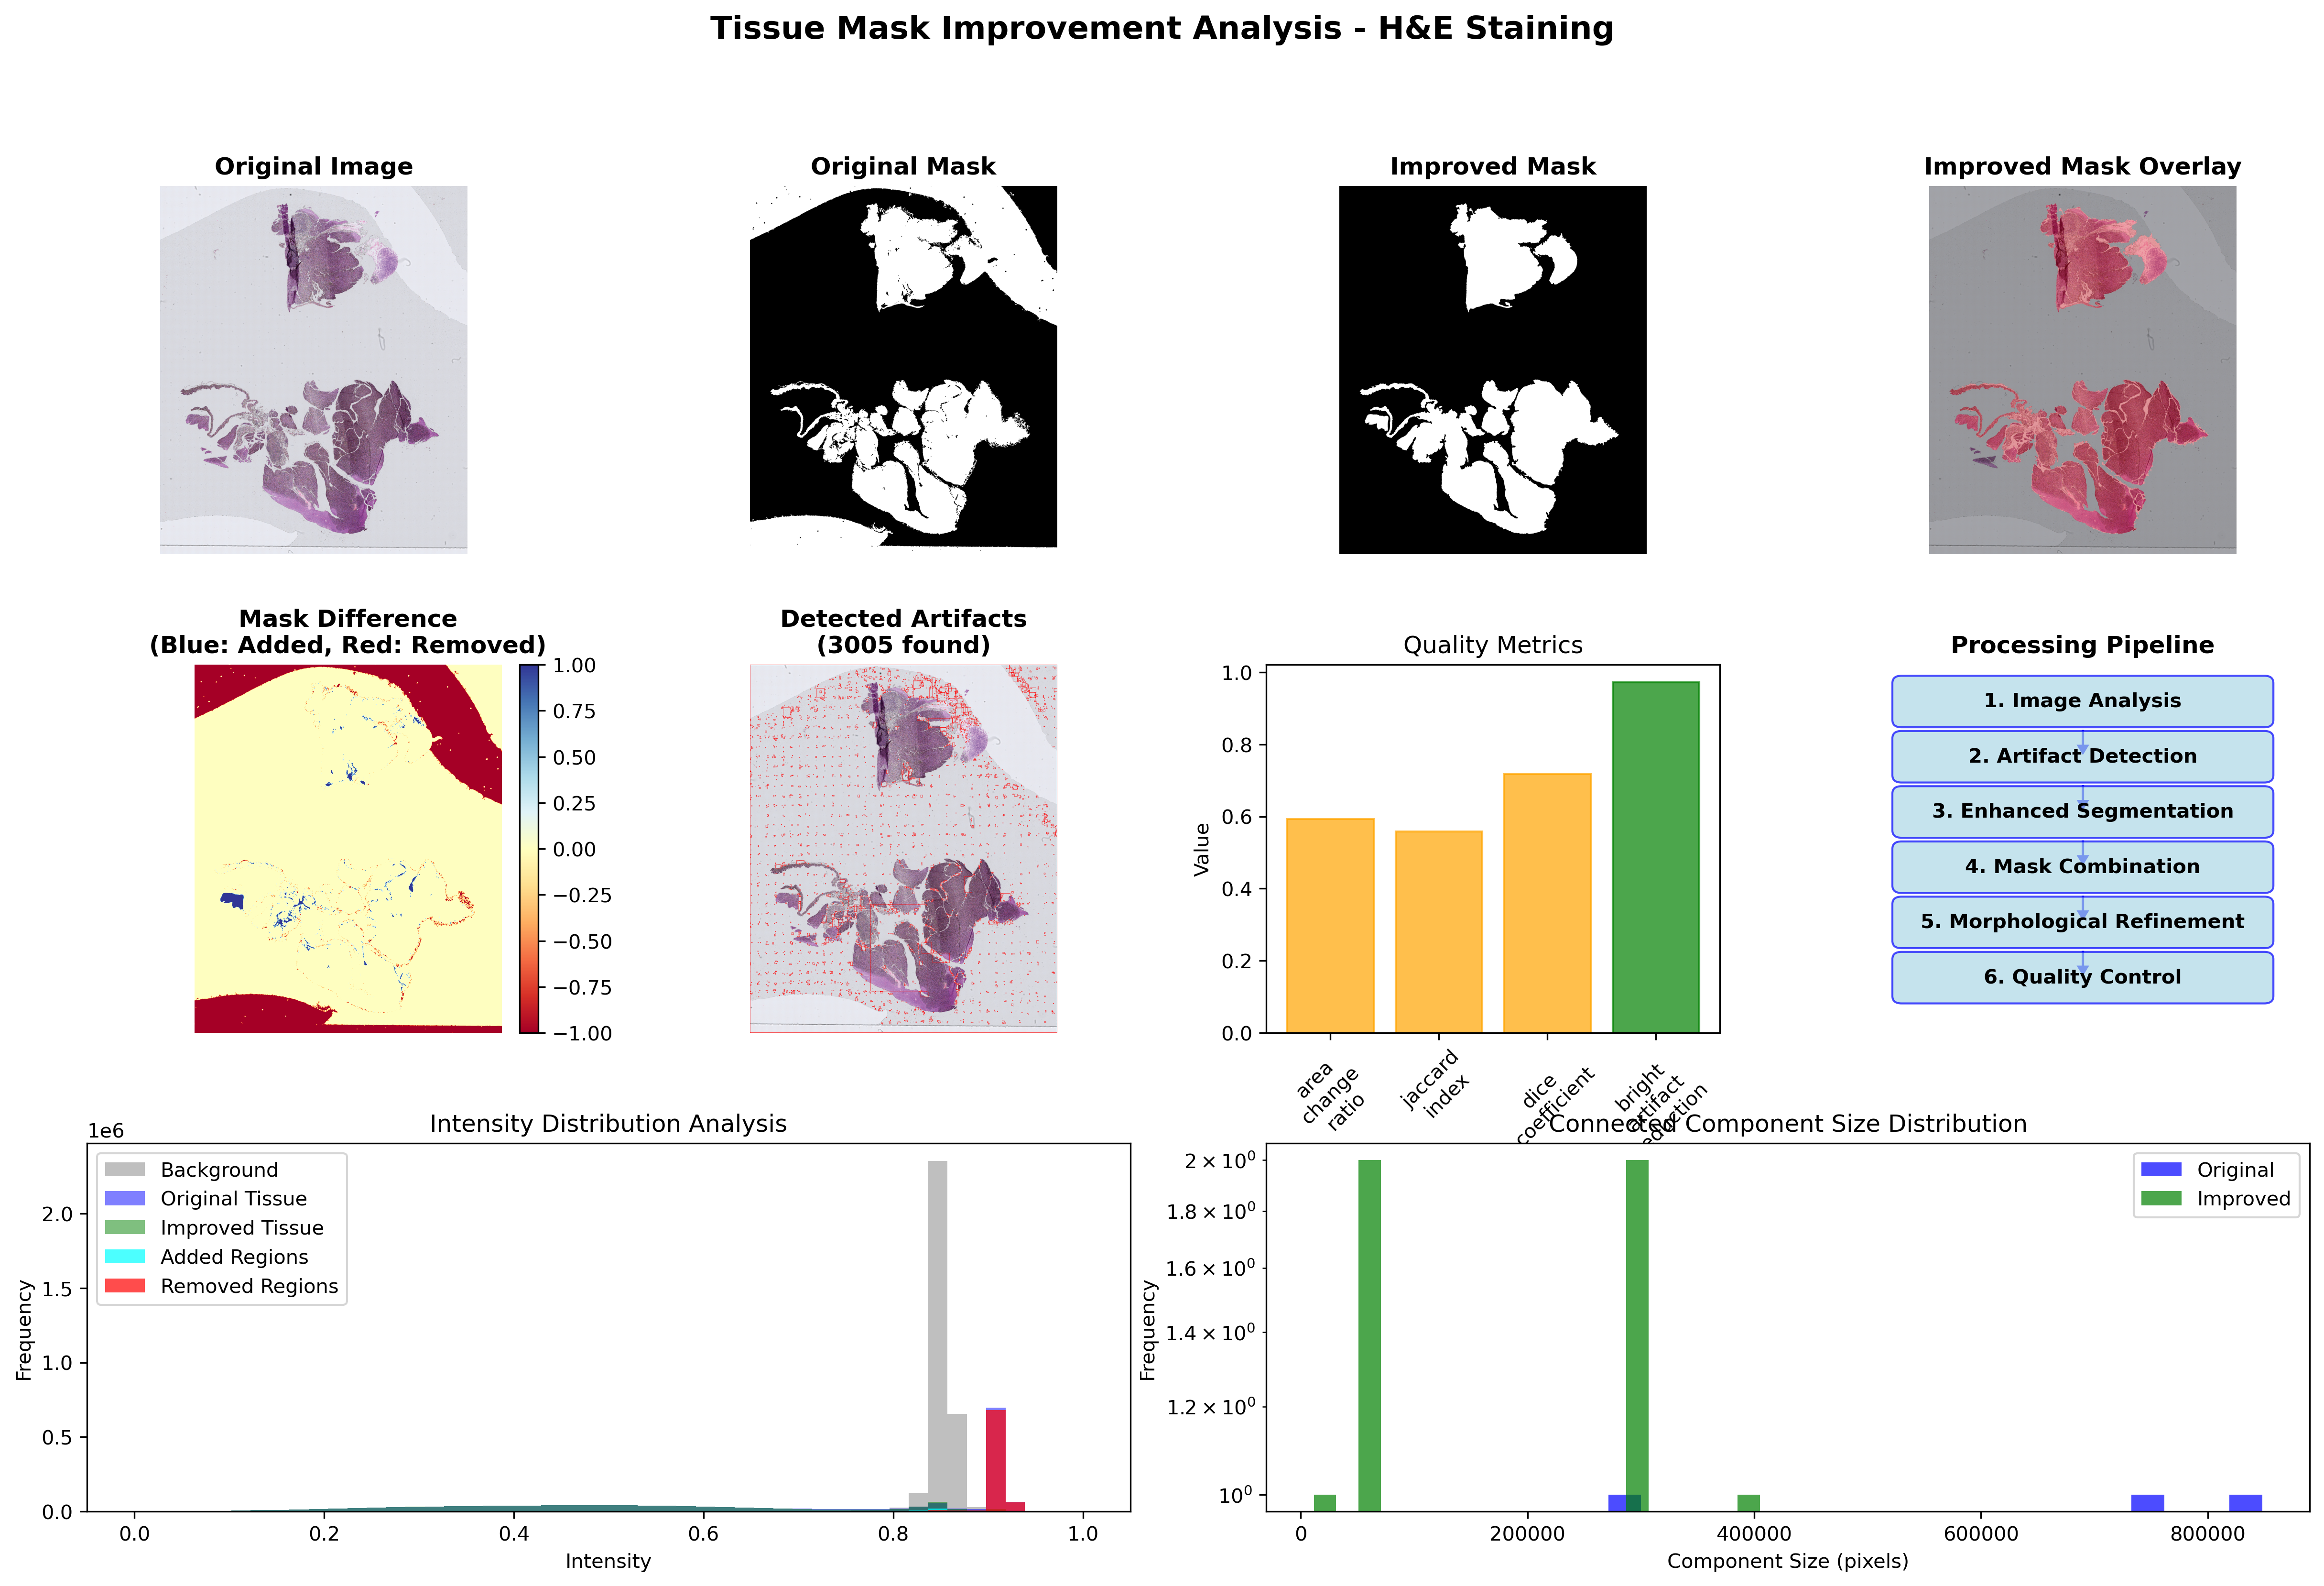 Tissue Mask Improvement Analysis - H&E Staining
Original Image
Original Mask
Improved Mask
Improved Mask Overlay
Mask Difference
(Blue: Added, Red: Removed)
1.00
0.75
0.50
0.25
0.00
−0.25
−0.50
−0.75
−1.00
Detected Artifacts
(3005 found)
Quality Metrics
Value
1.0
0.8
0.6
0.4
0.2
0.0
area
change
ratio
jaccard
index
dice
coefficient
bright
artifact
Processing Pipeline
1. Image Analysis
2. Artifact Detection
3. Enhanced Segmentation
4. Mask Combination
5. Morphological Refinement
6. Quality Control
Intensity Distribution Analysis
1e6
Frequency
2.0
1.5
1.0
0.5
0.0
Background
Original Tissue
Improved Tissue
Added Regions
Removed Regions
0.0 0.2 0.4 0.6 0.8 1.0
Intensity
Connected Component Size Distribution
Frequency
2 × 10⁰
1.8 × 10⁰
1.6 × 10⁰
1.4 × 10⁰
1.2 × 10⁰
10⁰
Original
Improved
0 200000 400000 600000 800000
Component Size (pixels)